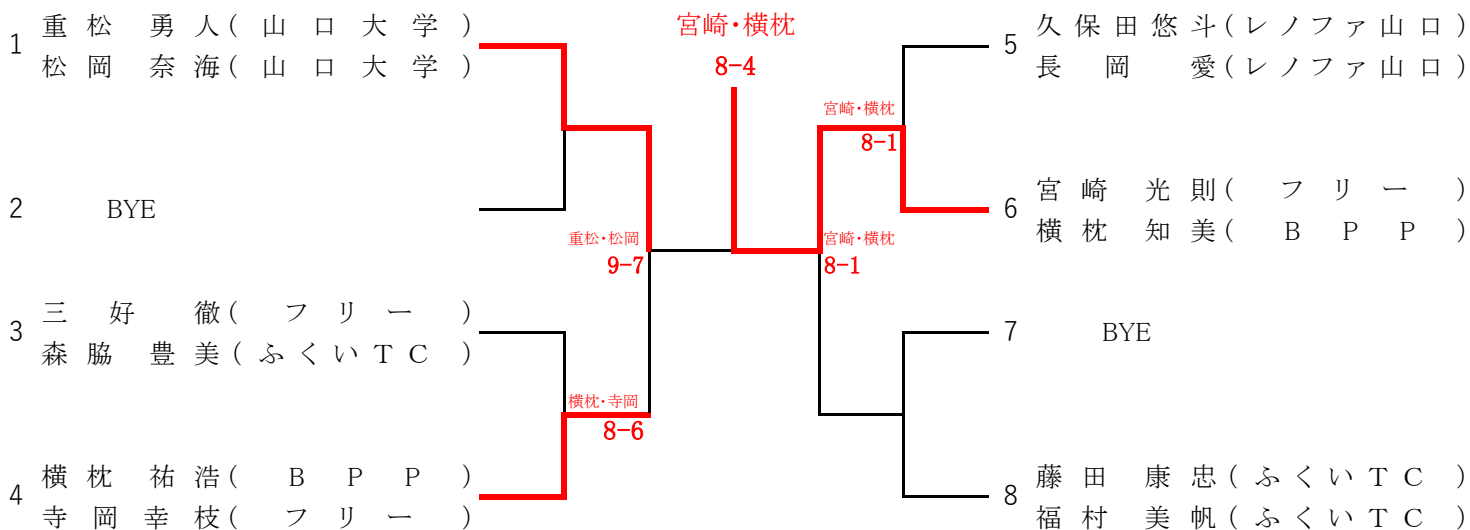 1
重松 勇人(山口大学)
松岡 奈海(山口大学)
2 BYE
3
三好 徹(フリー)
森脇 豊美(ふくいTC)
4
横枕 祐浩(BPP)
寺岡幸枝(フリー)
重松・松岡
9-7
横枕・寺岡
8-6
宮崎・横枕
8-4
宮崎・横枕
8-1
宮崎・横枕
8-1
5
久保田悠斗(レノファ山口)
長岡 愛(レノファ山口)
6
宮崎 光則(フリー)
横枕 知美(BPP)
7 BYE
8
藤田 康忠(ふくいTC)
福村 美帆(ふくいTC)